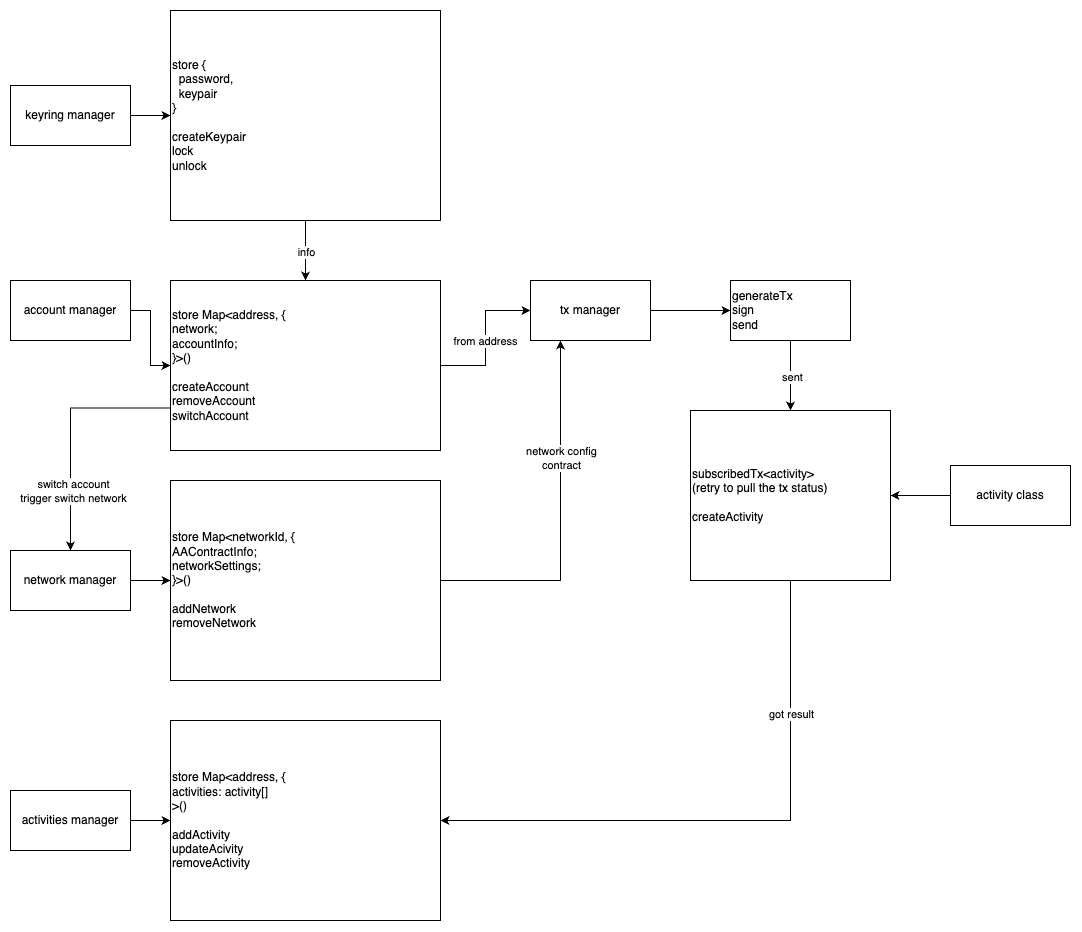 store {
password,
keypair
}
createKeypair
lock
unlock
keyring manager
info
account manager
store Map<address, {
network;
accountInfo;
}>()
createAccount
removeAccount
switchAccount
from address
tx manager
generateTx
sign
send
sent
switch account
trigger switch network
network manager
store Map<networkId, {
AAContractInfo;
networkSettings;
}>()
addNetwork
removeNetwork
network config
contract
subscribedTx<activity>
(retry to pull the tx status)
createActivity
activity class
got result
activities manager
store Map<address, {
activities: activity[]
>()
addActivity
updateAcivity
removeActivity